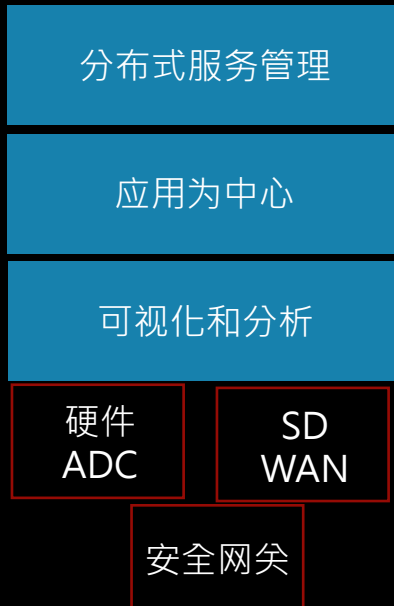 分布式服务管理
应用为中心
可视化和分析
硬件
ADC
SD
WAN
安全网关